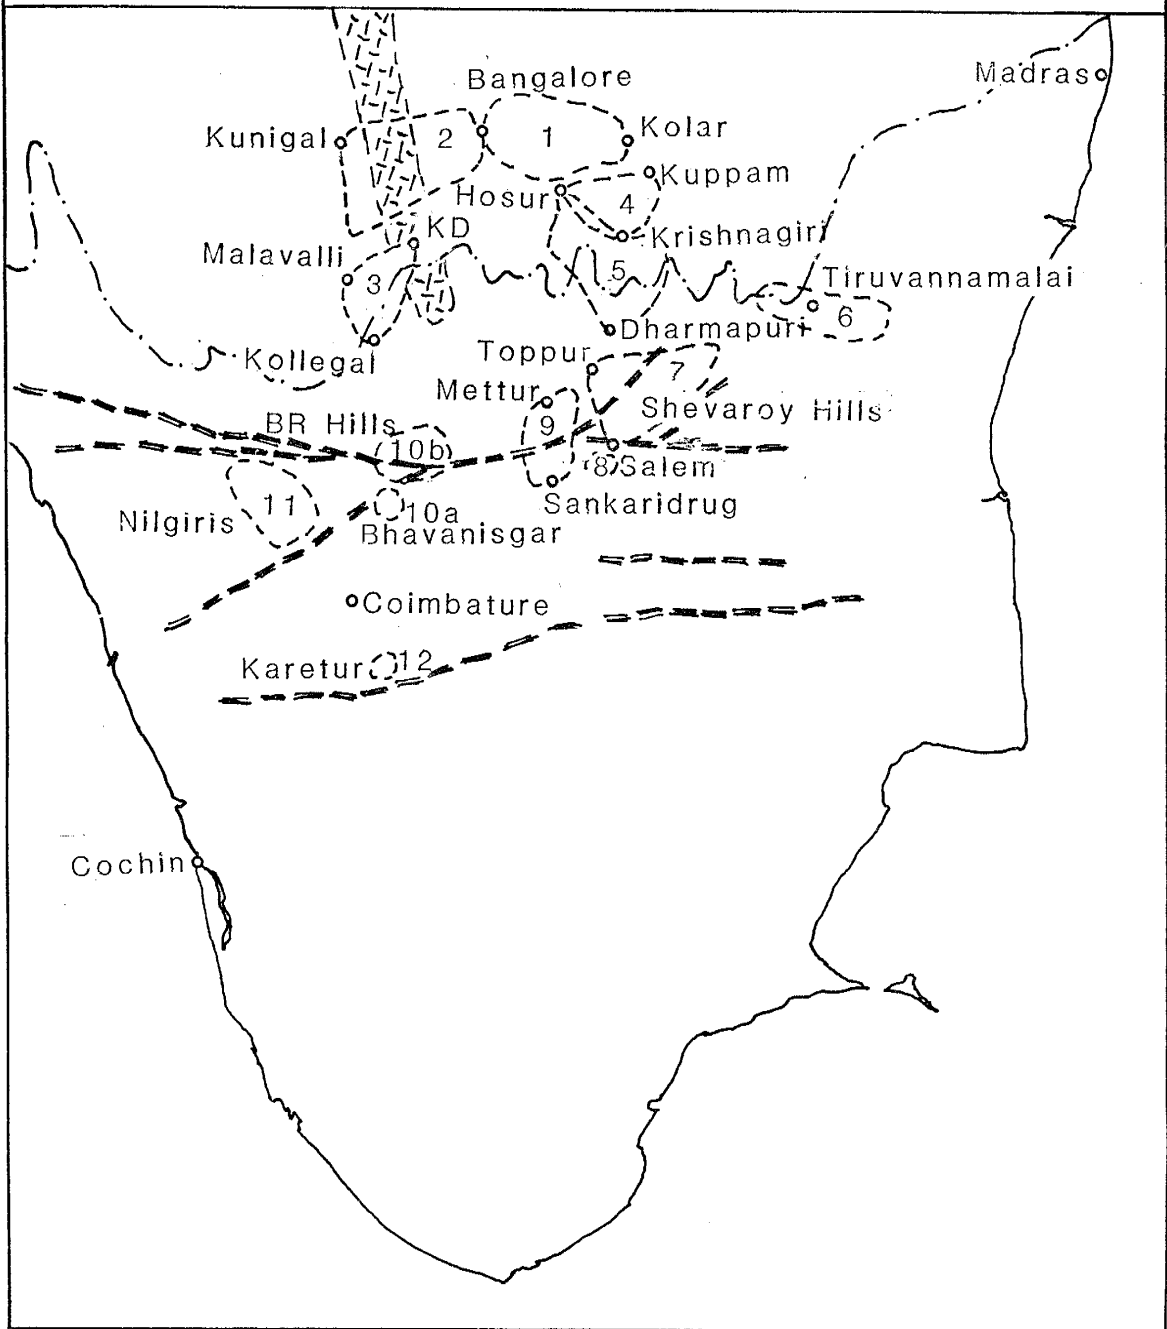 Madras
Bangalore
Kunigal
2
1
Kolar
Kuppam
Hosur
4
KD
Krishnagiri
Malavalli
3
5
Tiruvannamalai
6
Dharmapuri
Toppur
Kollegal
7
Mettur
Shevaroy Hills
BR Hills
9
10b
8
Salem
11
Sankaridrug
10a
Nilgiris
Bhavanisgar
Coimbature
Karetur
12
Cochin